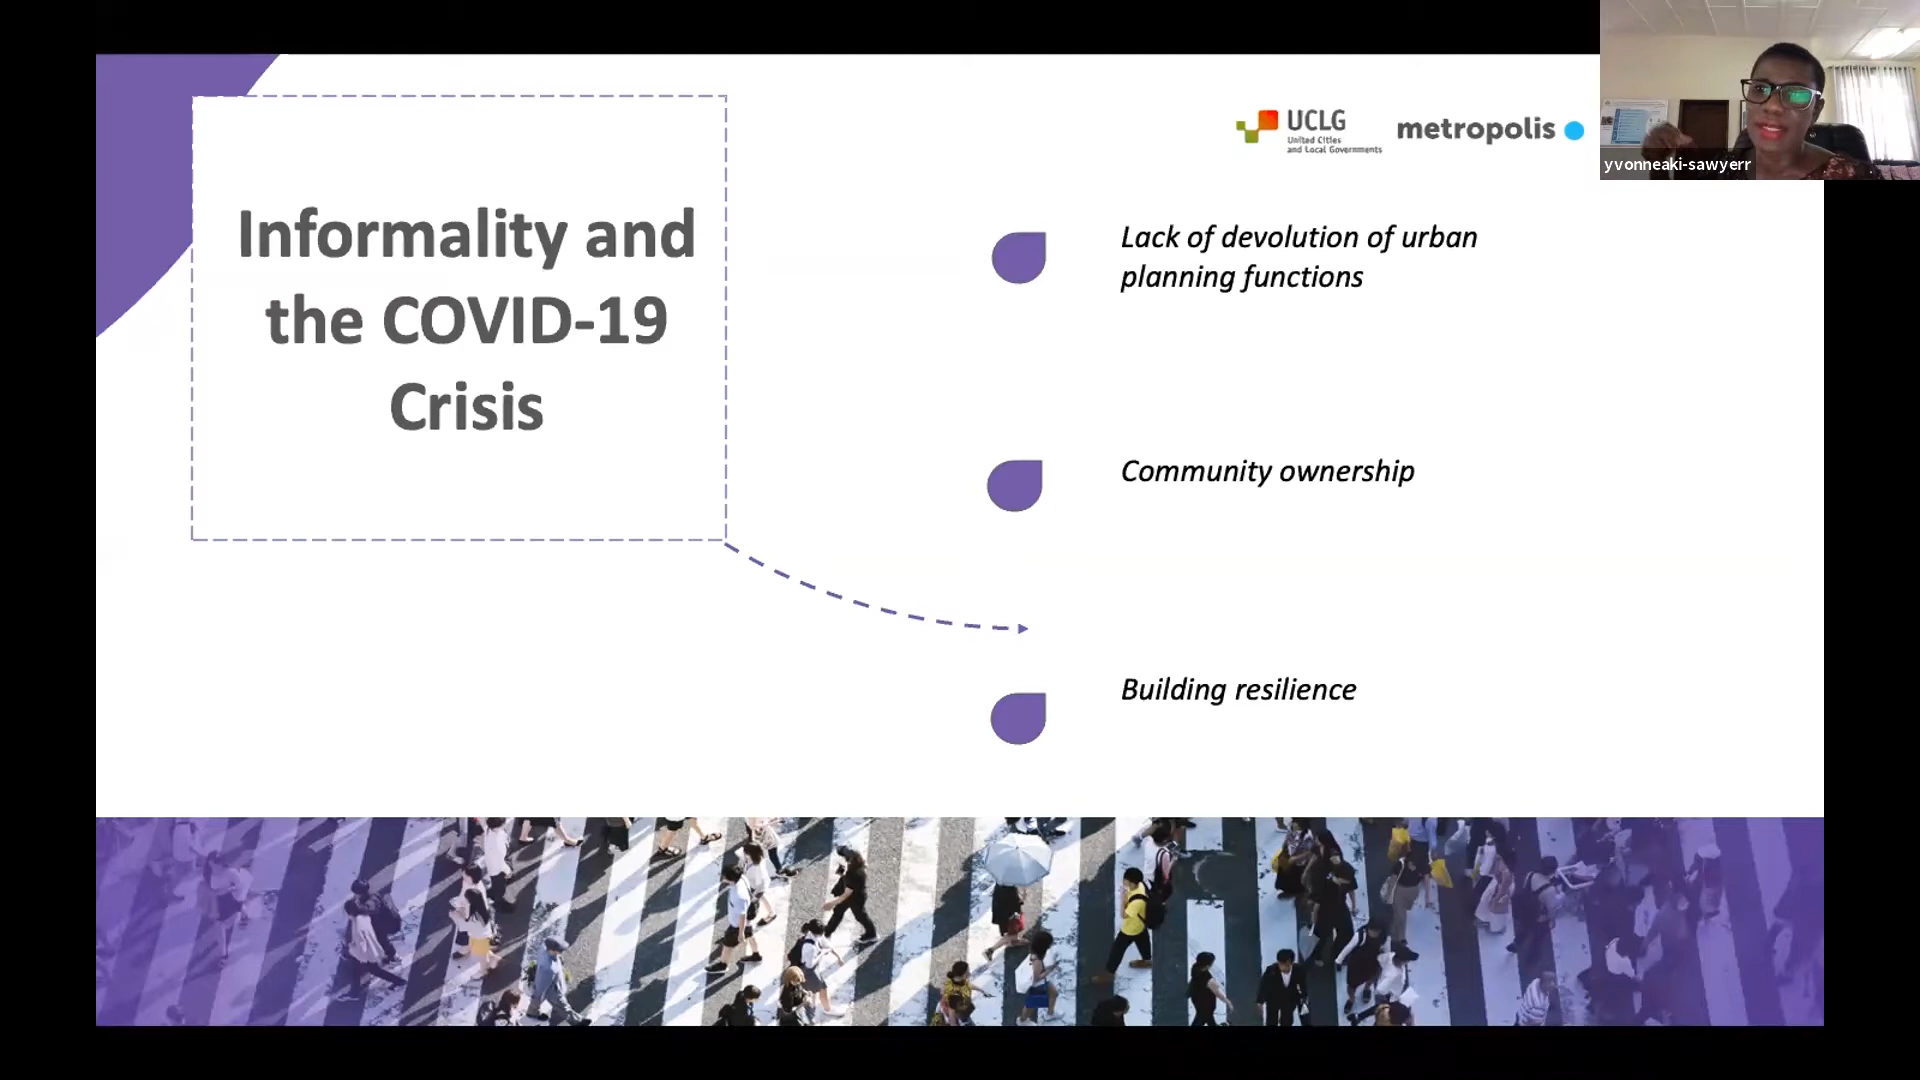 Informality and
the COVID-19
Crisis
UCLG
United Cities
and Local Governments
metropolis
yvonneaki-sawyerr
Lack of devolution of urban
planning functions
Community ownership
Building resilience